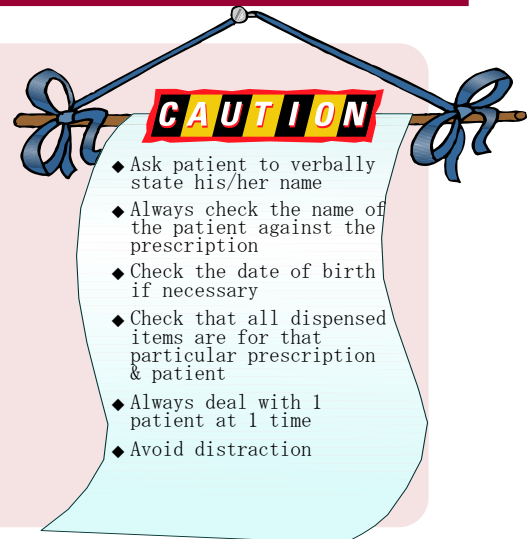 CAUTION
◆ Ask patient to verbally
state his/her name
◆ Always check the name of
the patient against the
prescription
◆ Check the date of birth
if necessary
◆ Check that all dispensed
items are for that
particular prescription
& patient
◆ Always deal with 1
patient at 1 time
◆ Avoid distraction